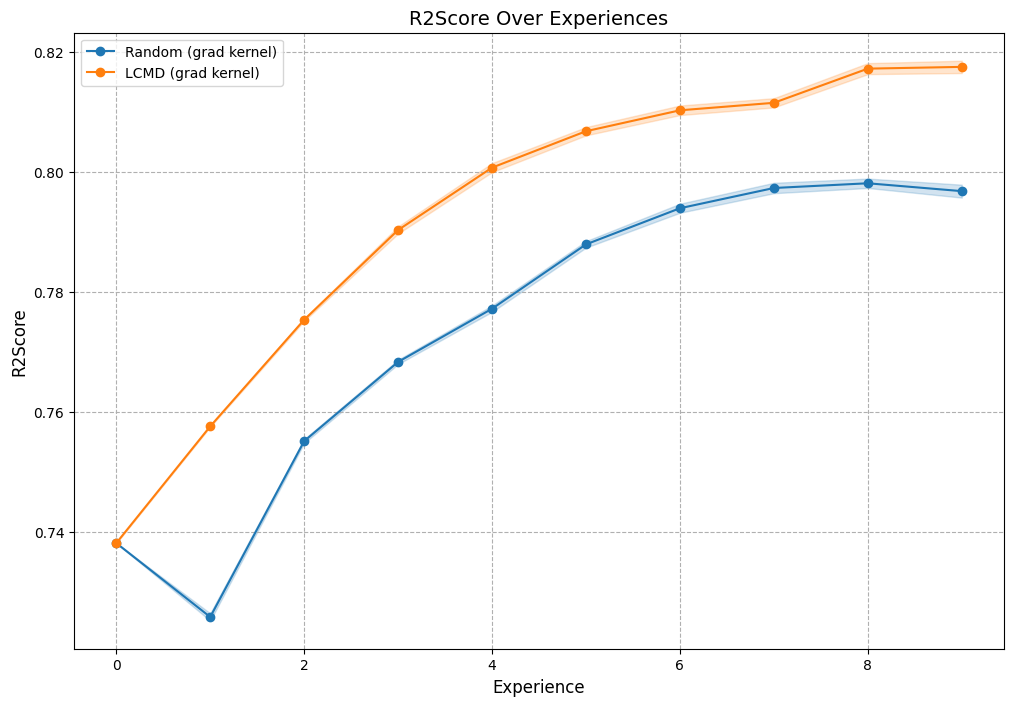 R2Score Over Experiences
Random (grad kernel)
LCMD (grad kernel)
0.82
0.80
0.78
0.76
0.74
R2Score
0 2 4 6 8
Experience